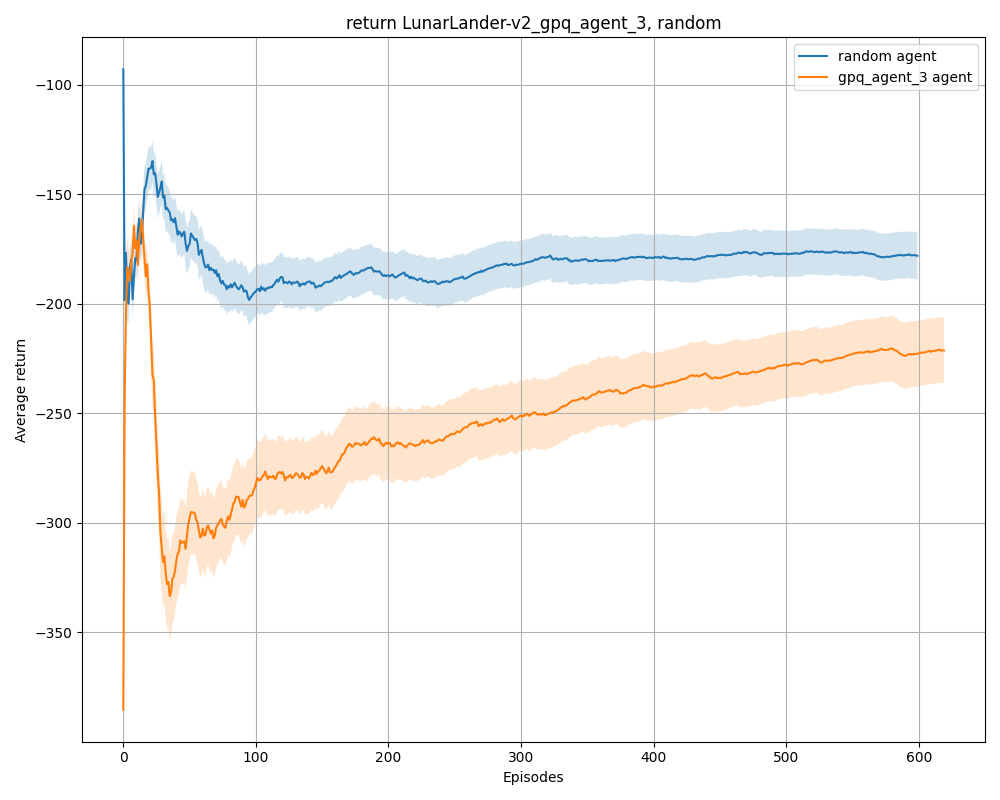 return LunarLander-v2_gpq_agent_3, random
random agent
gpq_agent_3 agent
Average return
−100
−150
−200
−250
−300
−350
0 100 200 300 400 500 600
Episodes